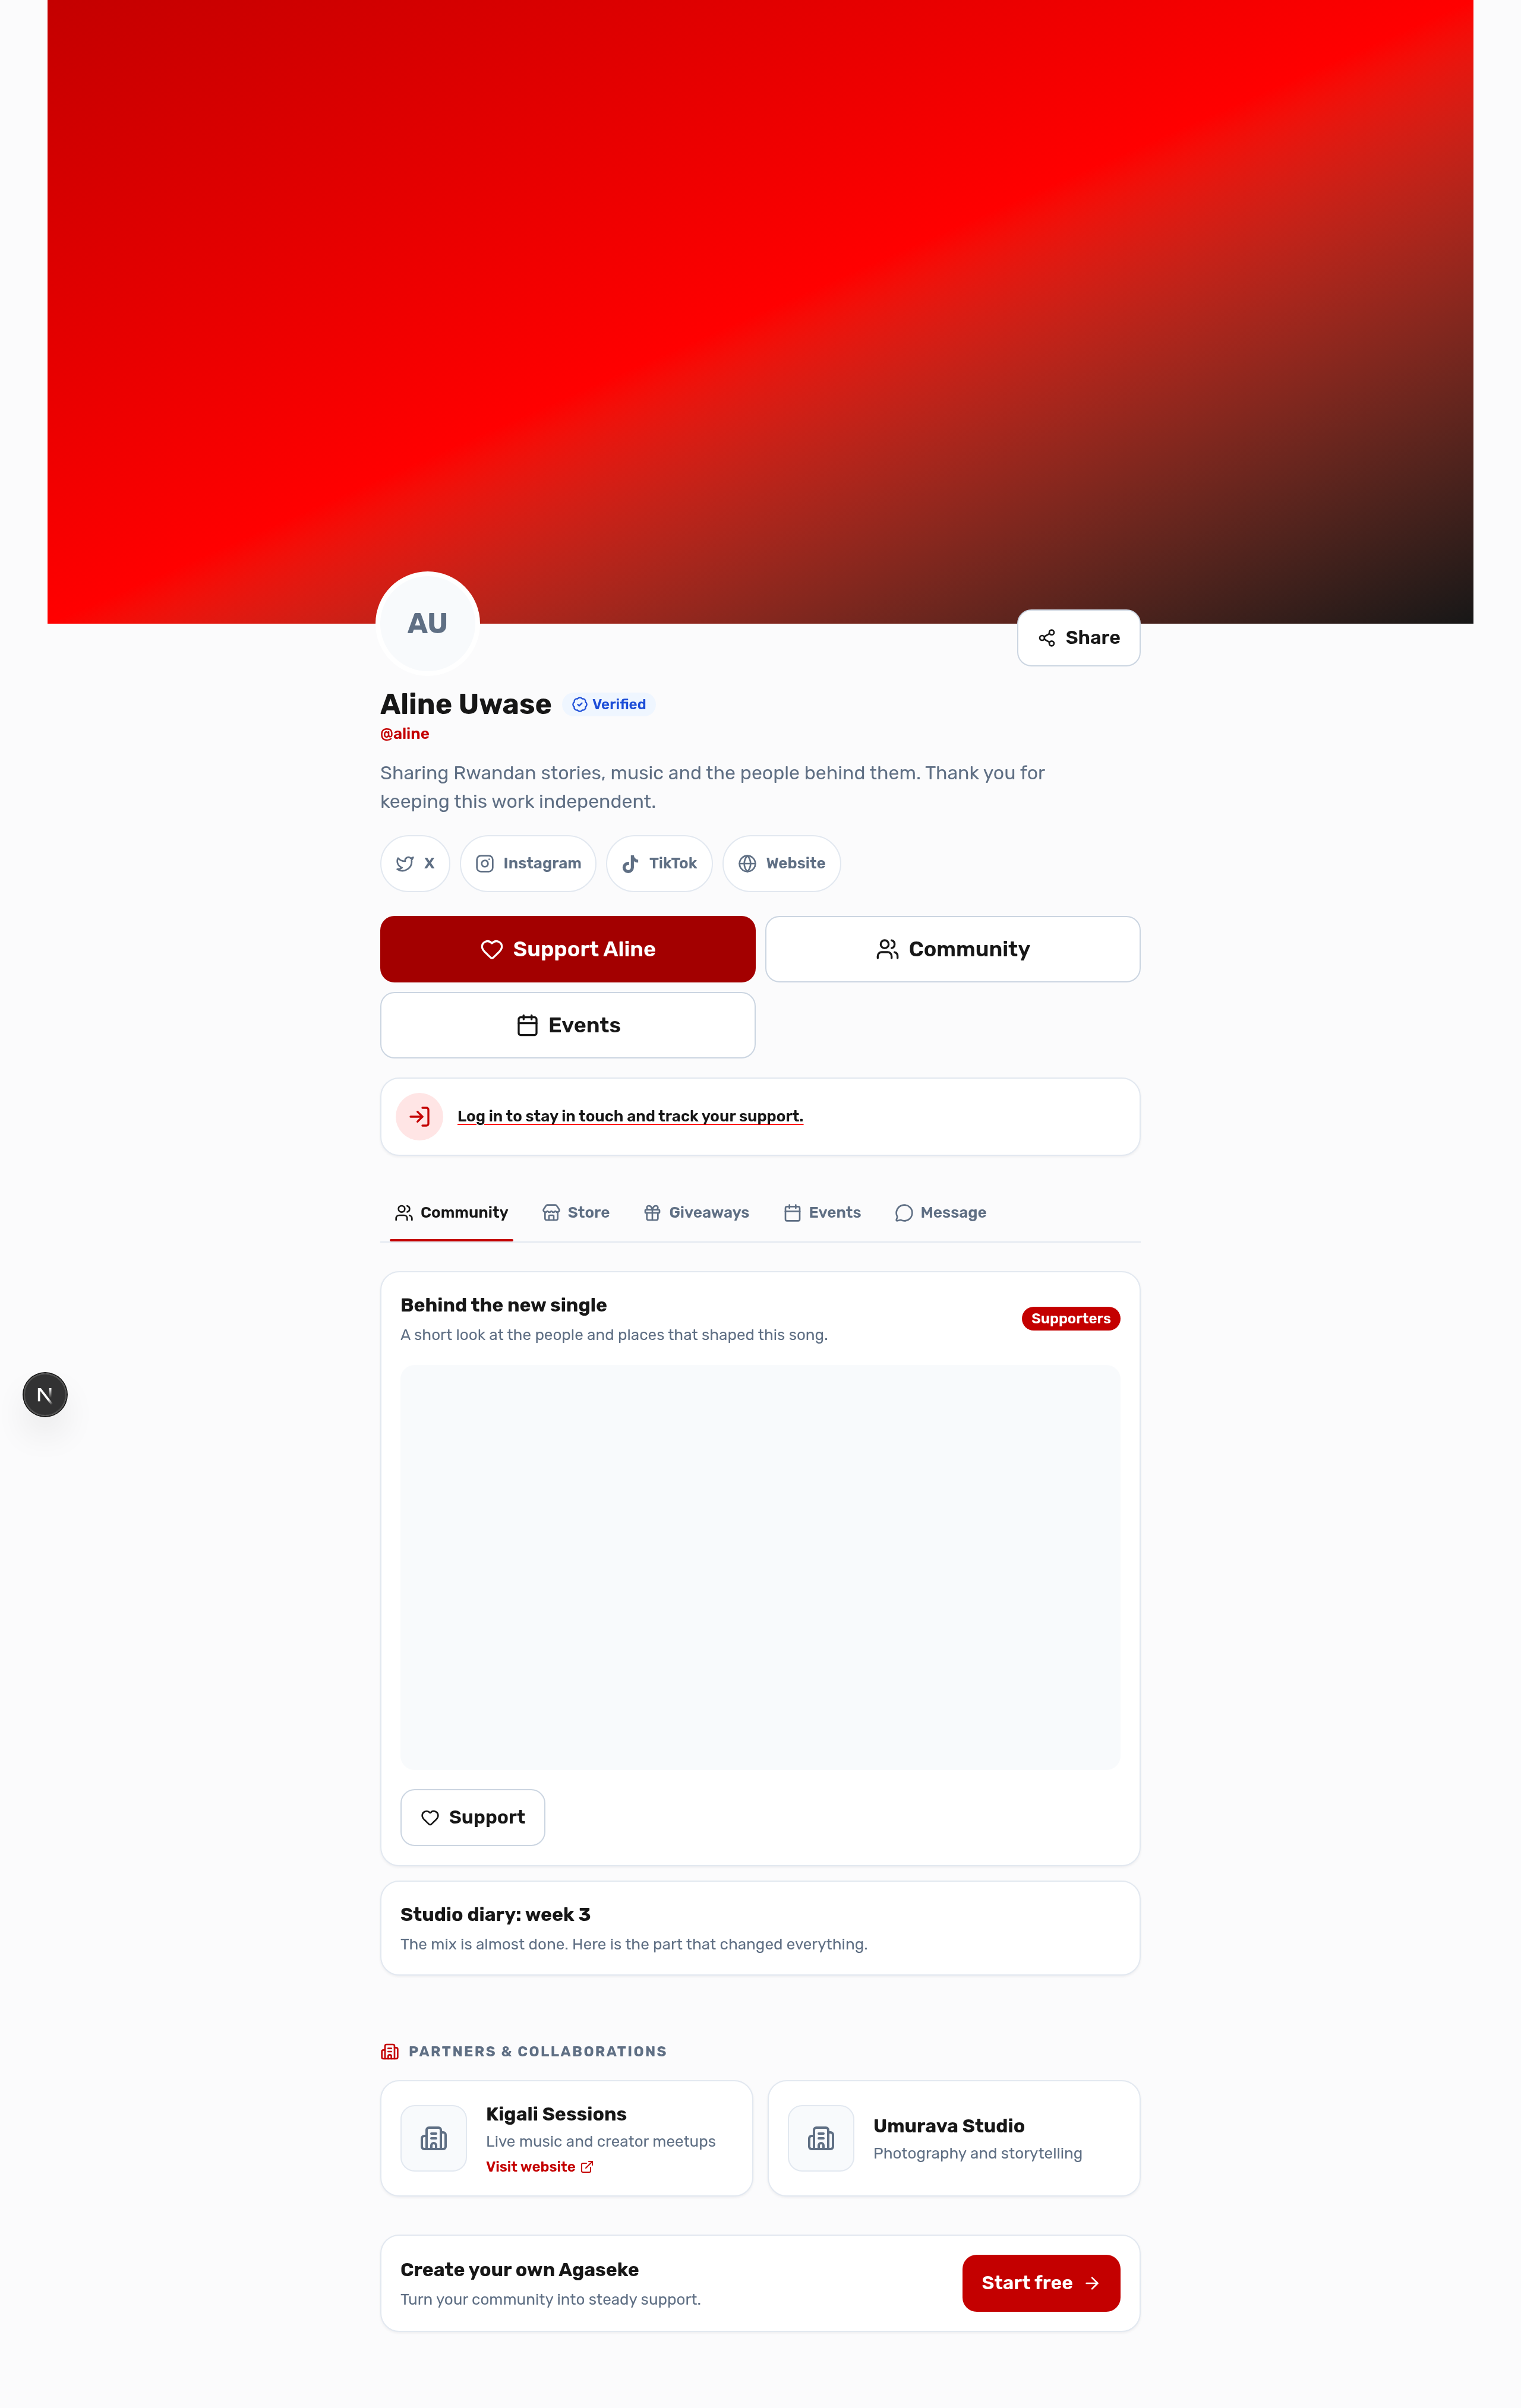 AU
Share
Aline Uwase
Verified
@aline
Sharing Rwandan stories, music and the people behind them. Thank you for
keeping this work independent.
X
Instagram
TikTok
Website
Support Aline
Community
Events
Log in to stay in touch and track your support.
Community
Store
Giveaways
Events
Message
Behind the new single
A short look at the people and places that shaped this song.
Supporters
N
Support
Studio diary: week 3
The mix is almost done. Here is the part that changed everything.
PARTNERS & COLLABORATIONS
Kigali Sessions
Live music and creator meetups
Visit website
Umurava Studio
Photography and storytelling
Create your own Agaseke
Turn your community into steady support.
Start free